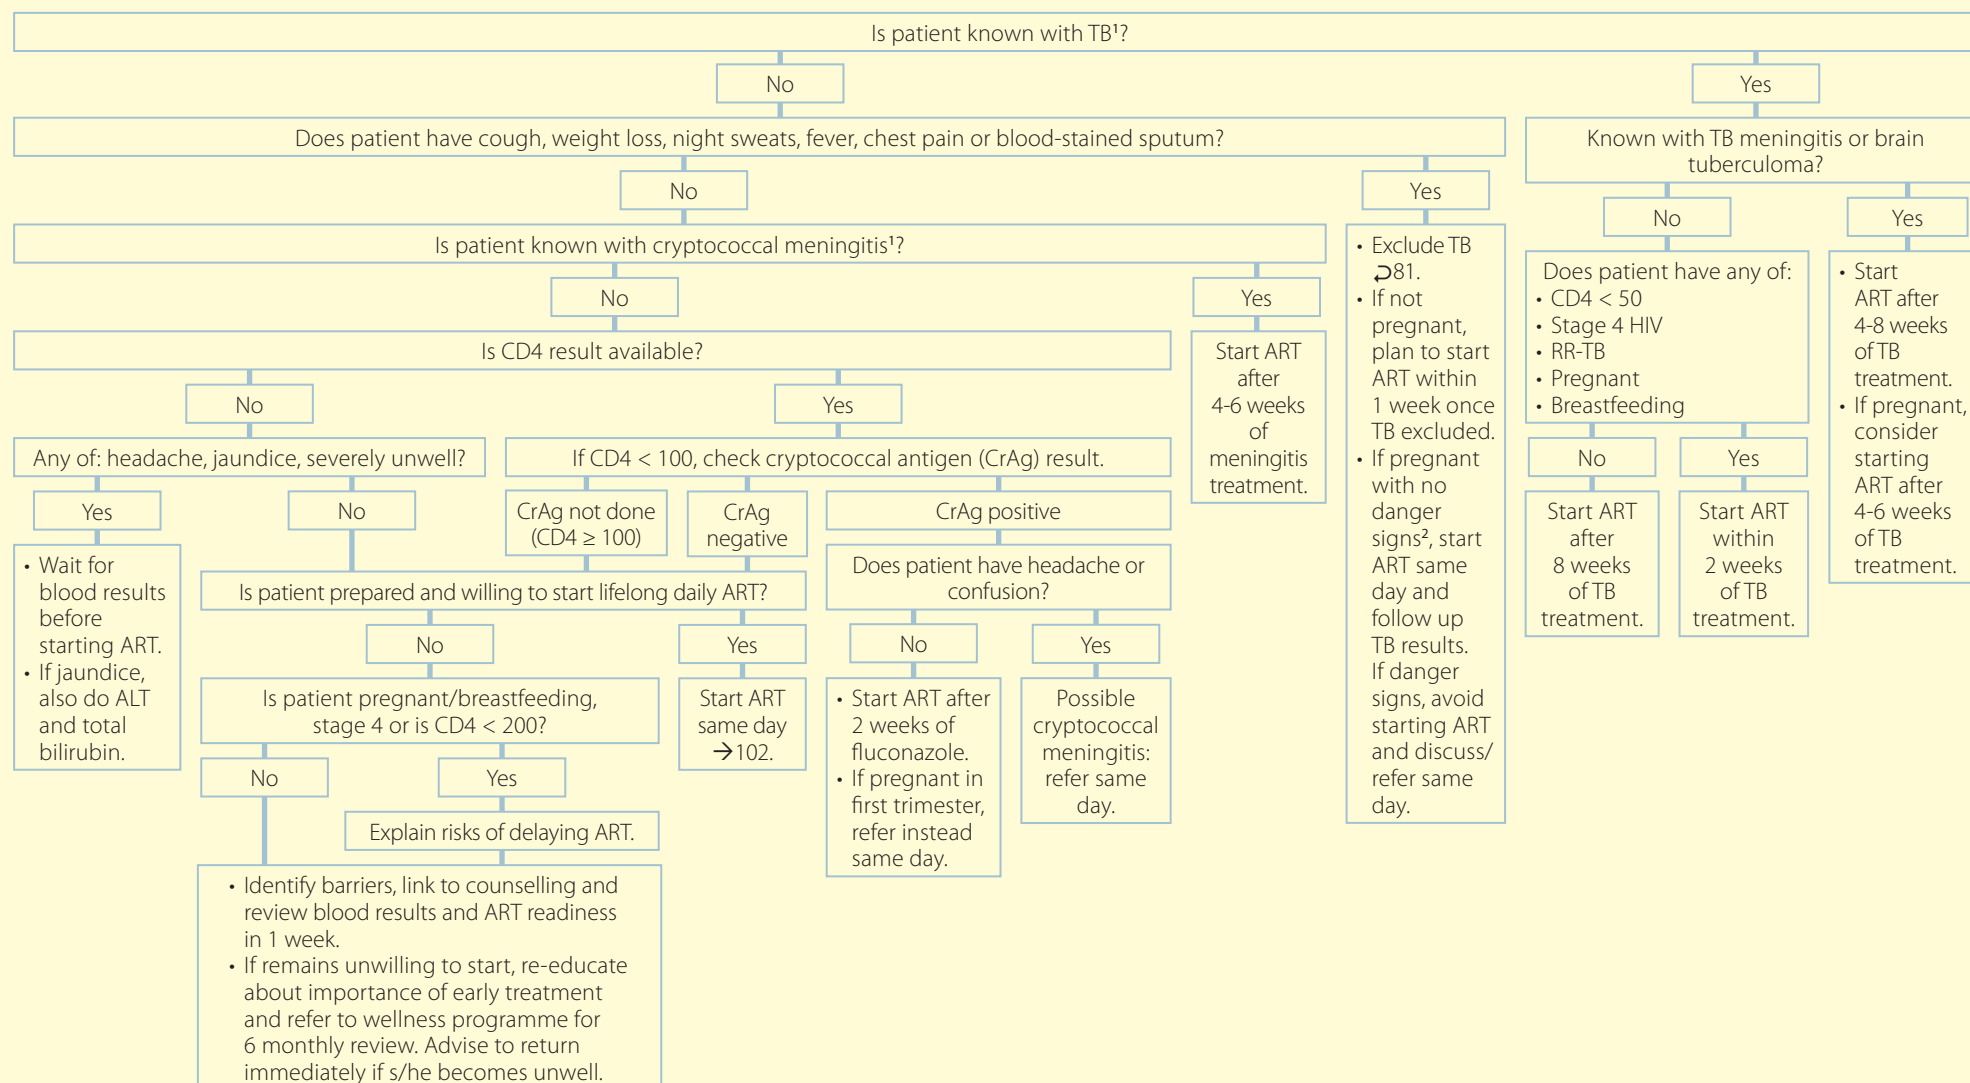 Is patient known with TB¹?
No
Yes
Does patient have cough, weight loss, night sweats, fever, chest pain or blood-stained sputum?
No
Yes
Known with TB meningitis or brain
tuberculoma?
No
Yes
Is patient known with cryptococcal meningitis¹?
No
Yes
Is CD4 result available?
No
Yes
Start ART
after
4-6 weeks
of
meningitis
treatment.
• Exclude TB
⮌81.
• If not
pregnant,
plan to start
ART within
1 week once
TB excluded.
• If pregnant
with no
danger
signs², start
ART same
day and
follow up
TB results.
If danger
signs, avoid
starting ART
and discuss/
refer same
day.
Does patient have any of:
• CD4 < 50
• Stage 4 HIV
• RR-TB
• Pregnant
• Breastfeeding
No
Yes
Start ART
after
8 weeks
of TB
treatment.
Start ART
within
2 weeks
of TB
treatment.
• Start
ART after
4-8 weeks
of TB
treatment.
• If pregnant,
consider
starting
ART after
4-6 weeks
of TB
treatment.
Any of: headache, jaundice, severely unwell?
Yes
No
• Wait for
blood results
before
starting ART.
• If jaundice,
also do ALT
and total
bilirubin.
If CD4 < 100, check cryptococcal antigen (CrAg) result.
CrAg not done
(CD4 ≥ 100)
CrAg
negative
CrAg positive
Is patient prepared and willing to start lifelong daily ART?
No
Yes
Does patient have headache or
confusion?
No
Yes
Is patient pregnant/breastfeeding,
stage 4 or is CD4 < 200?
No
Yes
Start ART
same day
→102.
• Start ART after
2 weeks of
fluconazole.
• If pregnant in
first trimester,
refer instead
same day.
Possible
cryptococcal
meningitis:
refer same
day.
Explain risks of delaying ART.
• Identify barriers, link to counselling and
review blood results and ART readiness
in 1 week.
• If remains unwilling to start, re-educate
about importance of early treatment
and refer to wellness programme for
6 monthly review. Advise to return
immediately if s/he becomes unwell.